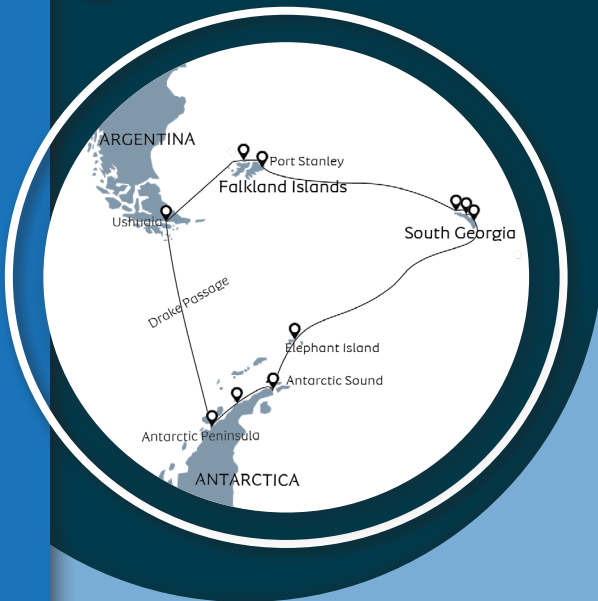 ARGENTINA
Port Stanley
Falkland Islands
Ushuaia
South Georgia
Drake Passage
Elephant Island
Antarctic Sound
Antarctic Peninsula
ANTARCTICA